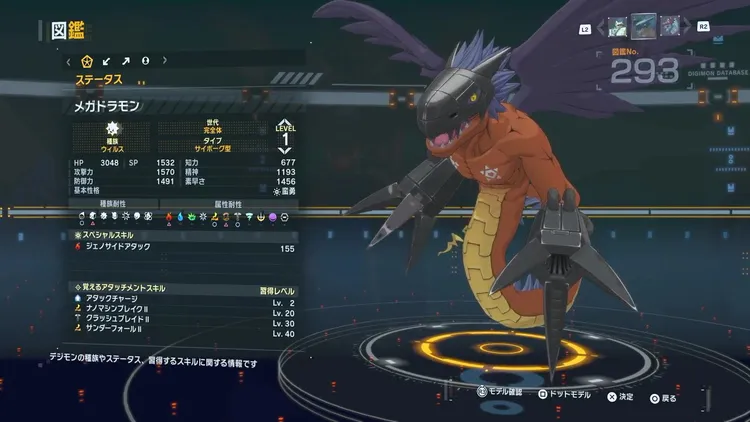 図鑑
L2
R2
図鑑No.
293
DIGIMON DATABASE
ステータス
メガドラモン
種族
ウイルス
世代
完全体
タイプ
サイボーグ型
LEVEL
1
HP 3048 SP 1532 知力 677
攻撃力 1570 精神 1193
防御力 1491 素早さ 1456
基本性格 蛮勇
種族耐性 属性耐性
スペシャルスキル
ジェノサイドアタック 155
覚えるアタッチメントスキル 習得レベル
アタックチャージ Lv. 2
ナノマシンブレイクⅡ Lv. 20
クラッシュブレイドⅡ Lv. 30
サンダーフォールⅡ Lv. 40
デジモンの種族やステータス、習得するスキルに関する情報です
R3 モデル確認 ドットモデル 決定 戻る